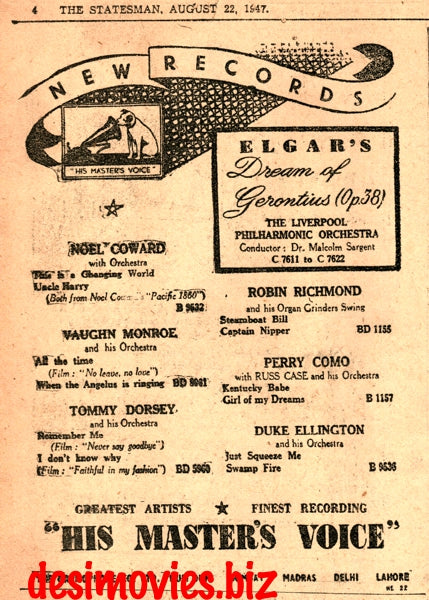 4 THE STATESMAN, AUGUST 22, 1947.
NEW RECORDS
"HIS MASTER'S VOICE"
ELGAR'S
Dream of
Gerontius (Op.38)
THE LIVERPOOL
PHILHARMONIC ORCHESTRA
Conductor : Dr. Malcolm Sargent
C 7611 to C 7622
NOEL COWARD
with Orchestra
This is a Changing World
Uncle Harry
(Both from Noel Coward's "Pacific 1860")
B 9532
VAUGHN MONROE
and his Orchestra
All the time
(Film : "No leave, no love")
When the Angelus is ringing BD
TOMMY DORSEY
and his Orchestra
Remember Me
(Film : "Never say goodbye")
I don't know why
(Film : "Faithful in my fashion") BD 5960
ROBIN RICHMOND
and his Organ Grinders Swing
Steamboat Bill
Captain Nipper BD 1155
PERRY COMO
with RUSS CASE and his Orchestra
Kentucky Babe
Girl of my Dreams B 1157
DUKE ELLINGTON
and his Orchestra
Just Squeeze Me
Swamp Fire B 9536
GREATEST ARTISTS ★ FINEST RECORDING
"HIS MASTER'S VOICE"
MADRAS DELHI LAHORE
HL 22
desimovies.biz